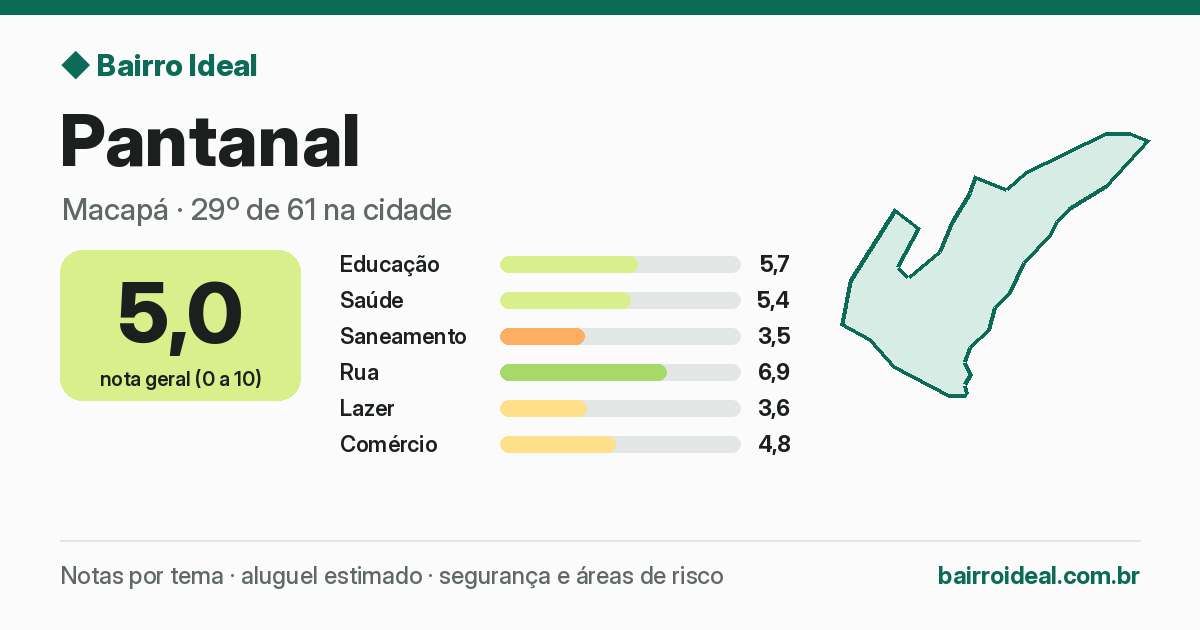 Bairro Ideal
Pantanal
Macapá · 29º de 61 na cidade
5,0
nota geral (0 a 10)
Educação 5,7
Saúde 5,4
Saneamento 3,5
Rua 6,9
Lazer 3,6
Comércio 4,8
Notas por tema · aluguel estimado · segurança e áreas de risco
bairroideal.com.br